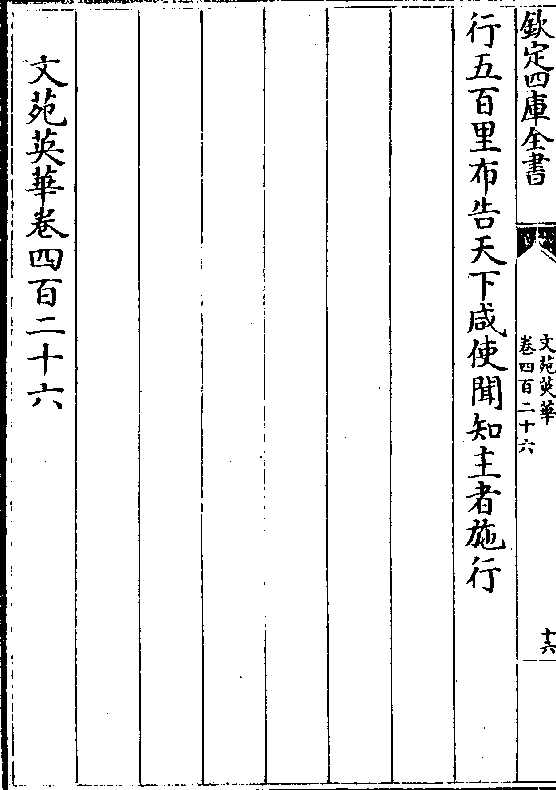 欽定四庫全書
文苑英華
卷四百二十六
十六
行五百里布告天下咸使聞知主者施行
文苑英華卷四百二十六